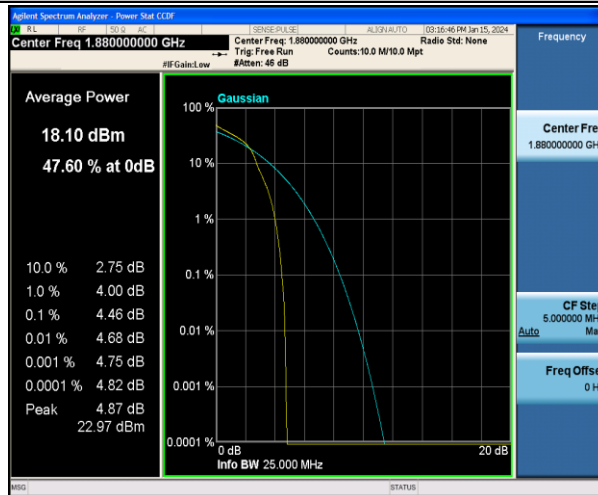 Agilent Spectrum Analyzer - Power Stat CCDF
RL RF 50 Ω AC SENSE:PULSE ALIGNAUTO 03:16:46 PM Jan 15, 2024
Center Freq 1.880000000 GHz
Center Freq: 1.880000000 GHz Radio Std: None
Trig: Free Run Counts:10.0 M/10.0 Mpt
#IFGain:Low #Atten: 46 dB
Frequency
Average Power
18.10 dBm
47.60 % at 0dB
10.0 % 2.75 dB
1.0 % 4.00 dB
0.1 % 4.46 dB
0.01 % 4.68 dB
0.001 % 4.75 dB
0.0001 % 4.82 dB
Peak 4.87 dB
22.97 dBm
Gaussian
100 %
10 %
1 %
0.1 %
0.01 %
0.001 %
0.0001 %
0 dB 20 dB
Info BW 25.000 MHz
Center Fre
1.880000000 GH
CF Ste
5.000000 MH
Auto Ma
Freq Offse
0 H
MSG STATUS